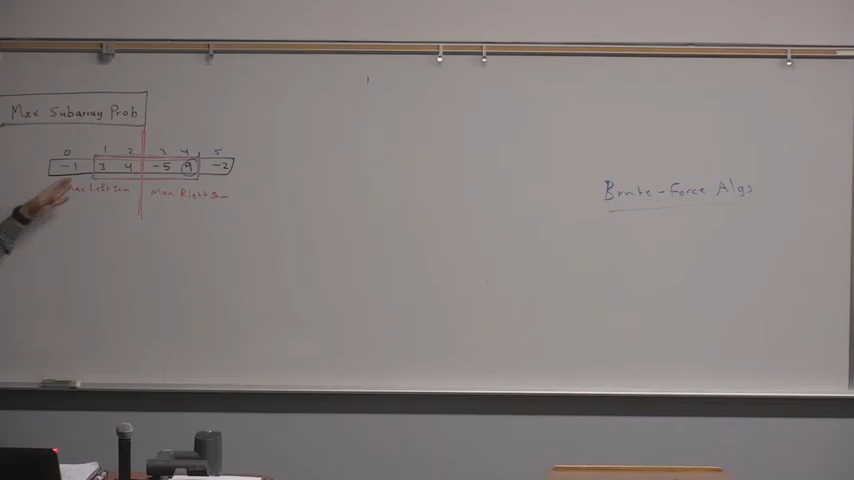 Max Subarray Prob
0 1 2 3 4 5
-1 3 4 -5 9 -2
Max Left Sum Max Right Sum
Brute-Force Algs